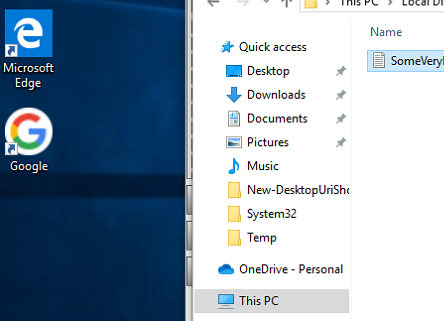 Microsoft
Edge
Google
This PC
Local Di
Name
Quick access
Desktop
Downloads
Documents
Pictures
Music
New-DesktopUriSho
System32
Temp
OneDrive - Personal
This PC
SomeVeryl